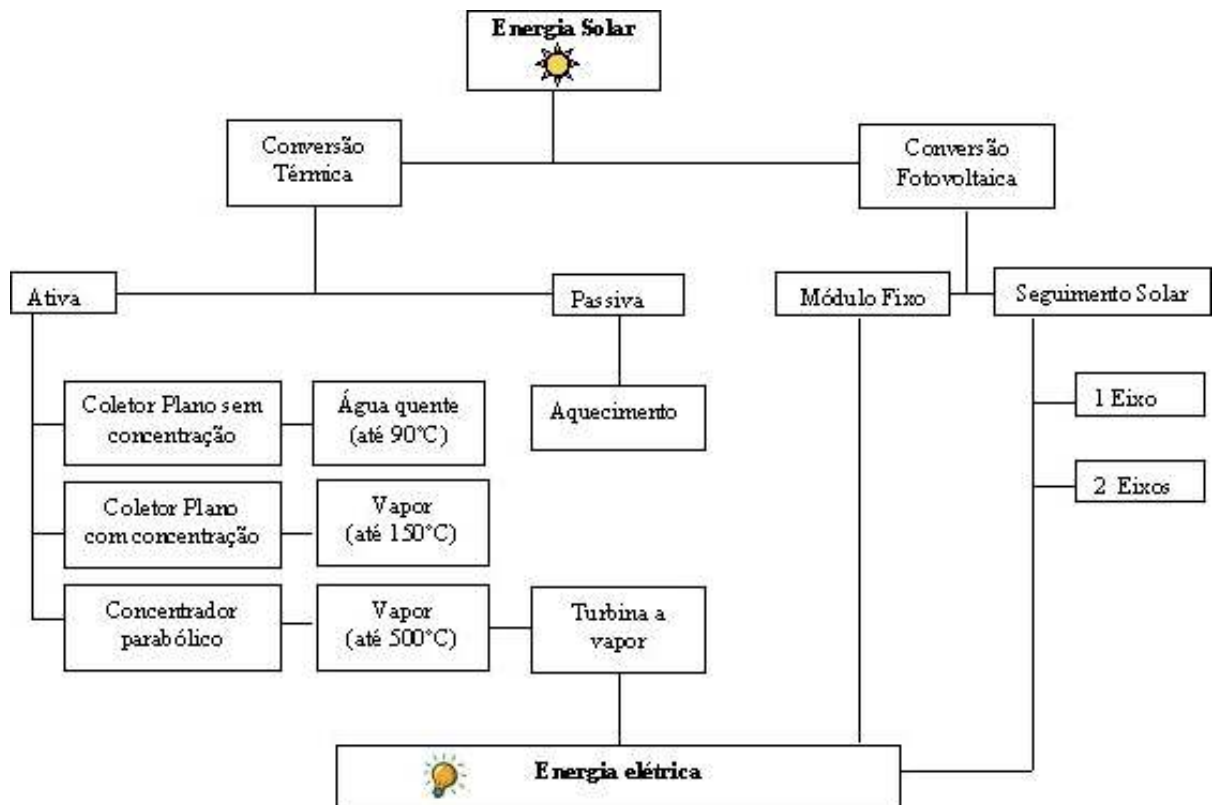 Energia Solar
Conversão
Térmica
Conversão
Fotovoltaica
Ativa
Passiva
Módulo Fixo
Seguimento Solar
Coletor Plano sem
concentração
Água quente
(até 90°C)
Aquecimento
1 Eixo
Coletor Plano
com concentração
Vapor
(até 150°C)
2 Eixos
Concentrador
parabólico
Vapor
(até 500°C)
Turbina a
vapor
Energia elétrica